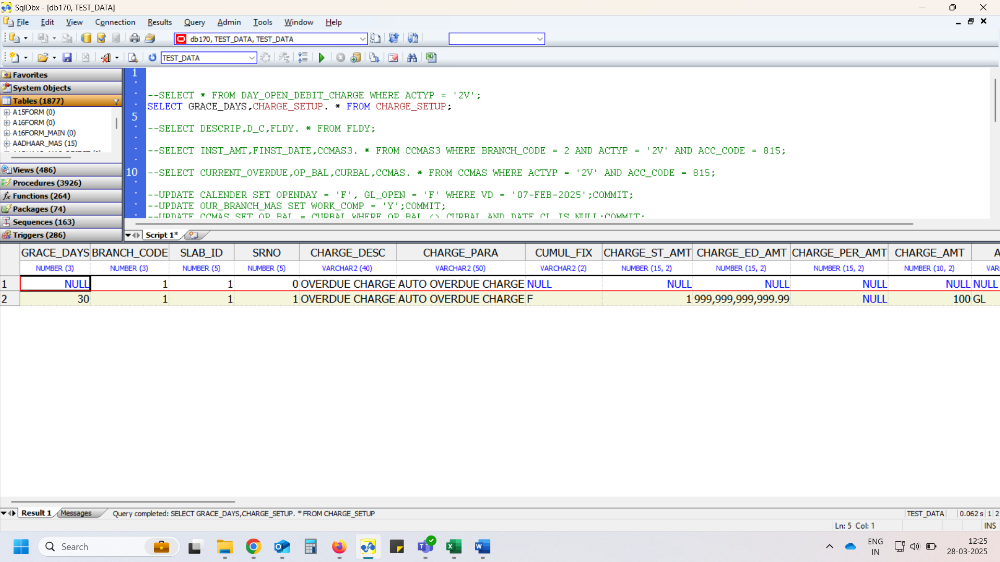 SqlDbx - [db170, TEST_DATA]
File Edit View Connection Results Query Admin Tools Window Help
db170, TEST_DATA, TEST_DATA
TEST_DATA
Favorites
System Objects
Tables (1877)
A15FORM (0)
A16FORM (0)
A16FORM_MAIN (0)
AADHAAR_MAS (15)
Views (486)
Procedures (3926)
Functions (264)
Packages (74)
Sequences (163)
Triggers (286)
1
--SELECT * FROM DAY_OPEN_DEBIT_CHARGE WHERE ACTYP = '2V';
SELECT GRACE_DAYS,CHARGE_SETUP. * FROM CHARGE_SETUP;
5
--SELECT DESCRIP,D_C,FLDY. * FROM FLDY;
--SELECT INST_AMT,FINST_DATE,CCMAS3. * FROM CCMAS3 WHERE BRANCH_CODE = 2 AND ACTYP = '2V' AND ACC_CODE = 815;
10 --SELECT CURRENT_OVERDUE,OP_BAL,CURBAL,CCMAS. * FROM CCMAS WHERE ACTYP = '2V' AND ACC_CODE = 815;
--UPDATE CALENDER SET OPENDAY = 'F', GL_OPEN = 'F' WHERE VD = '07-FEB-2025';COMMIT;
--UPDATE OUR_BRANCH_MAS SET WORK_COMP = 'Y';COMMIT;
--UPDATE CCMAS SET OP_BAL = CURBAL WHERE OP_BAL <> CURBAL AND DATE_CL IS NULL;COMMIT;
Script 1*
GRACE_DAYS BRANCH_CODE SLAB_ID SRNO CHARGE_DESC CHARGE_PARA CUMUL_FIX CHARGE_ST_AMT CHARGE_ED_AMT CHARGE_PER_AMT CHARGE_AMT A
NUMBER (3) NUMBER (3) NUMBER (5) NUMBER (5) VARCHAR2 (40) VARCHAR2 (50) VARCHAR2 (2) NUMBER (15, 2) NUMBER (15, 2) NUMBER (15, 2) NUMBER (10, 2) VAR
1 NULL 1 1 0 OVERDUE CHARGE AUTO OVERDUE CHARGE NULL NULL NULL NULL NULL NULL
2 30 1 1 1 OVERDUE CHARGE AUTO OVERDUE CHARGE F 1 999,999,999,999.99 NULL 100 GL
Result 1 Messages Query completed: SELECT GRACE_DAYS,CHARGE_SETUP. * FROM CHARGE_SETUP TEST_DATA 0.062 s 1 2
Ln: 5 Col: 1 INS
Search
ENG
IN
12:25
28-03-2025